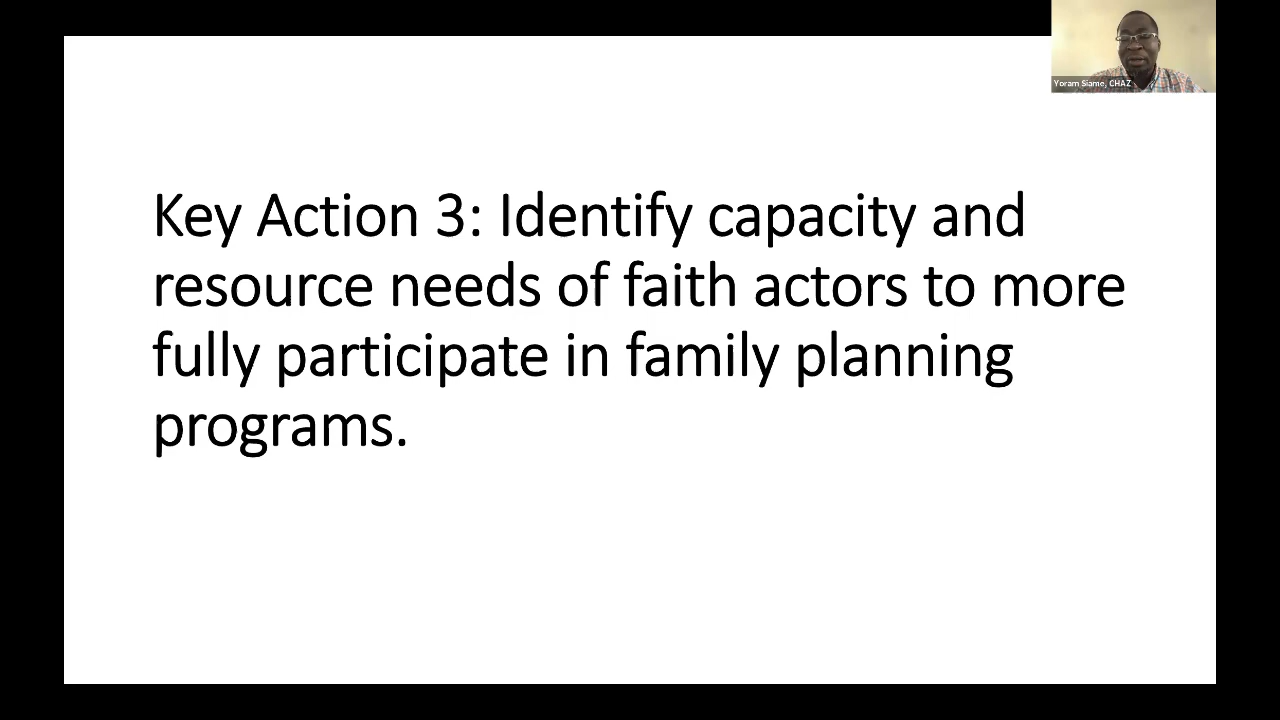 Yoram Siame, CHAZ
Key Action 3: Identify capacity and
resource needs of faith actors to more
fully participate in family planning
programs.